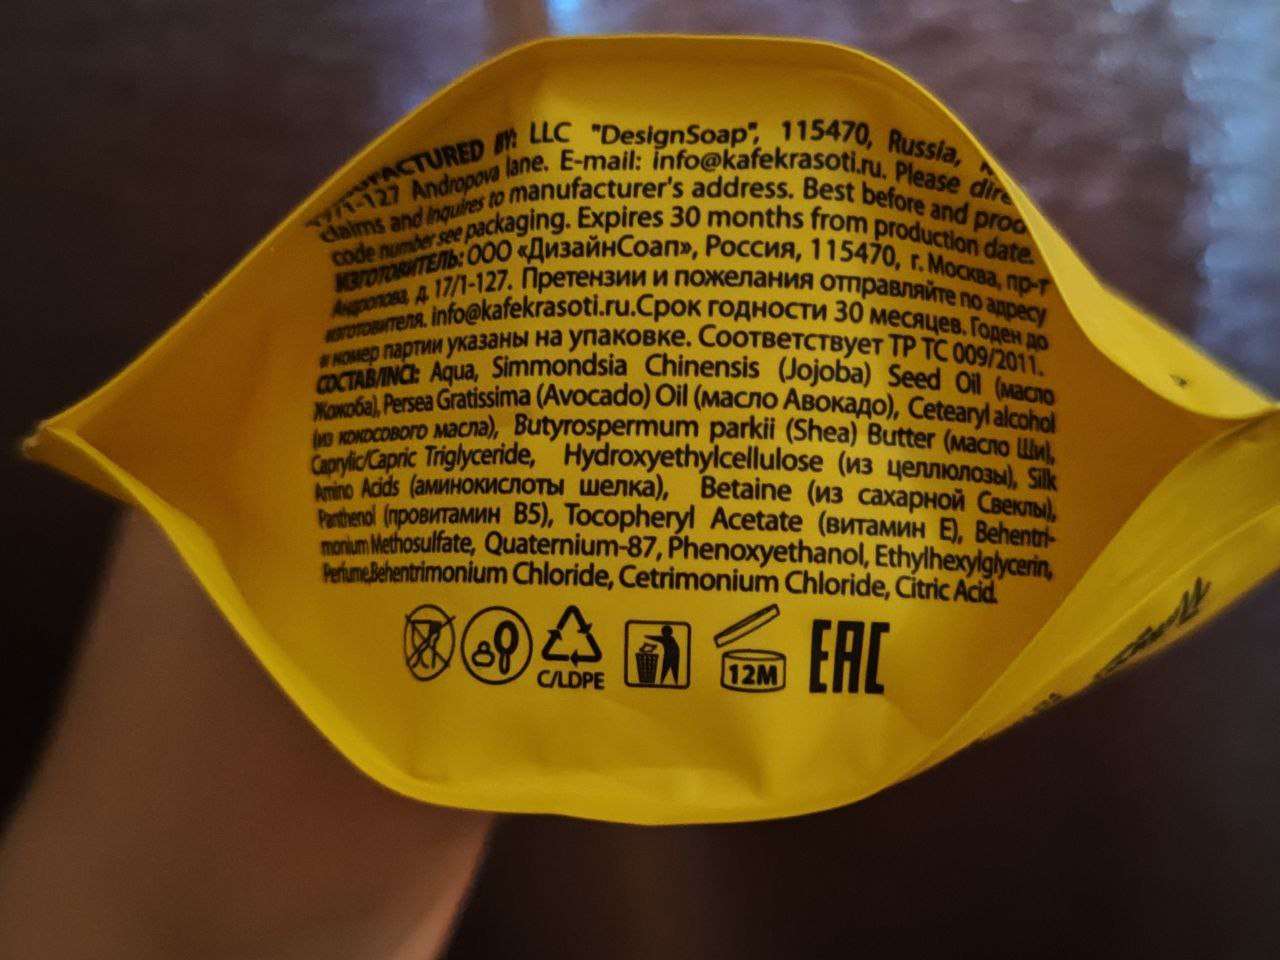 MANUFACTURED BY: LLC "DesignSoap", 115470, Russia,
17/1-127 Andropova lane. E-mail: info@kafekrasoti.ru. Please dire
claims and inquires to manufacturer's address. Best before and prod
code number see packaging. Expires 30 months from production date.
ИЗГОТОВИТЕЛЬ: ООО «ДизайнСоап», Россия, 115470, г. Москва, пр-т
Андропова, д. 17/1-127. Претензии и пожелания отправляйте по адресу
изготовителя. info@kafekrasoti.ru.Срок годности 30 месяцев. Годен до
и номер партии указаны на упаковке. Соответствует ТР ТС 009/2011.
СОСТАВ/INCI: Aqua, Simmondsia Chinensis (Jojoba) Seed Oil (масло
Жожоба), Persea Gratissima (Avocado) Oil (масло Авокадо), Cetearyl alcohol
(из кокосового масла), Butyrospermum parkii (Shea) Butter (масло Ши),
Caprylic/Capric Triglyceride, Hydroxyethylcellulose (из целлюлозы), Silk
Amino Acids (аминокислоты шелка), Betaine (из сахарной Свеклы),
Panthenol (провитамин B5), Tocopheryl Acetate (витамин E), Behentri-
monium Methosulfate, Quaternium-87, Phenoxyethanol, Ethylhexylglycerin,
Perfume,Behentrimonium Chloride, Cetrimonium Chloride, Citric Acid.
C/LDPE
12M
EAC